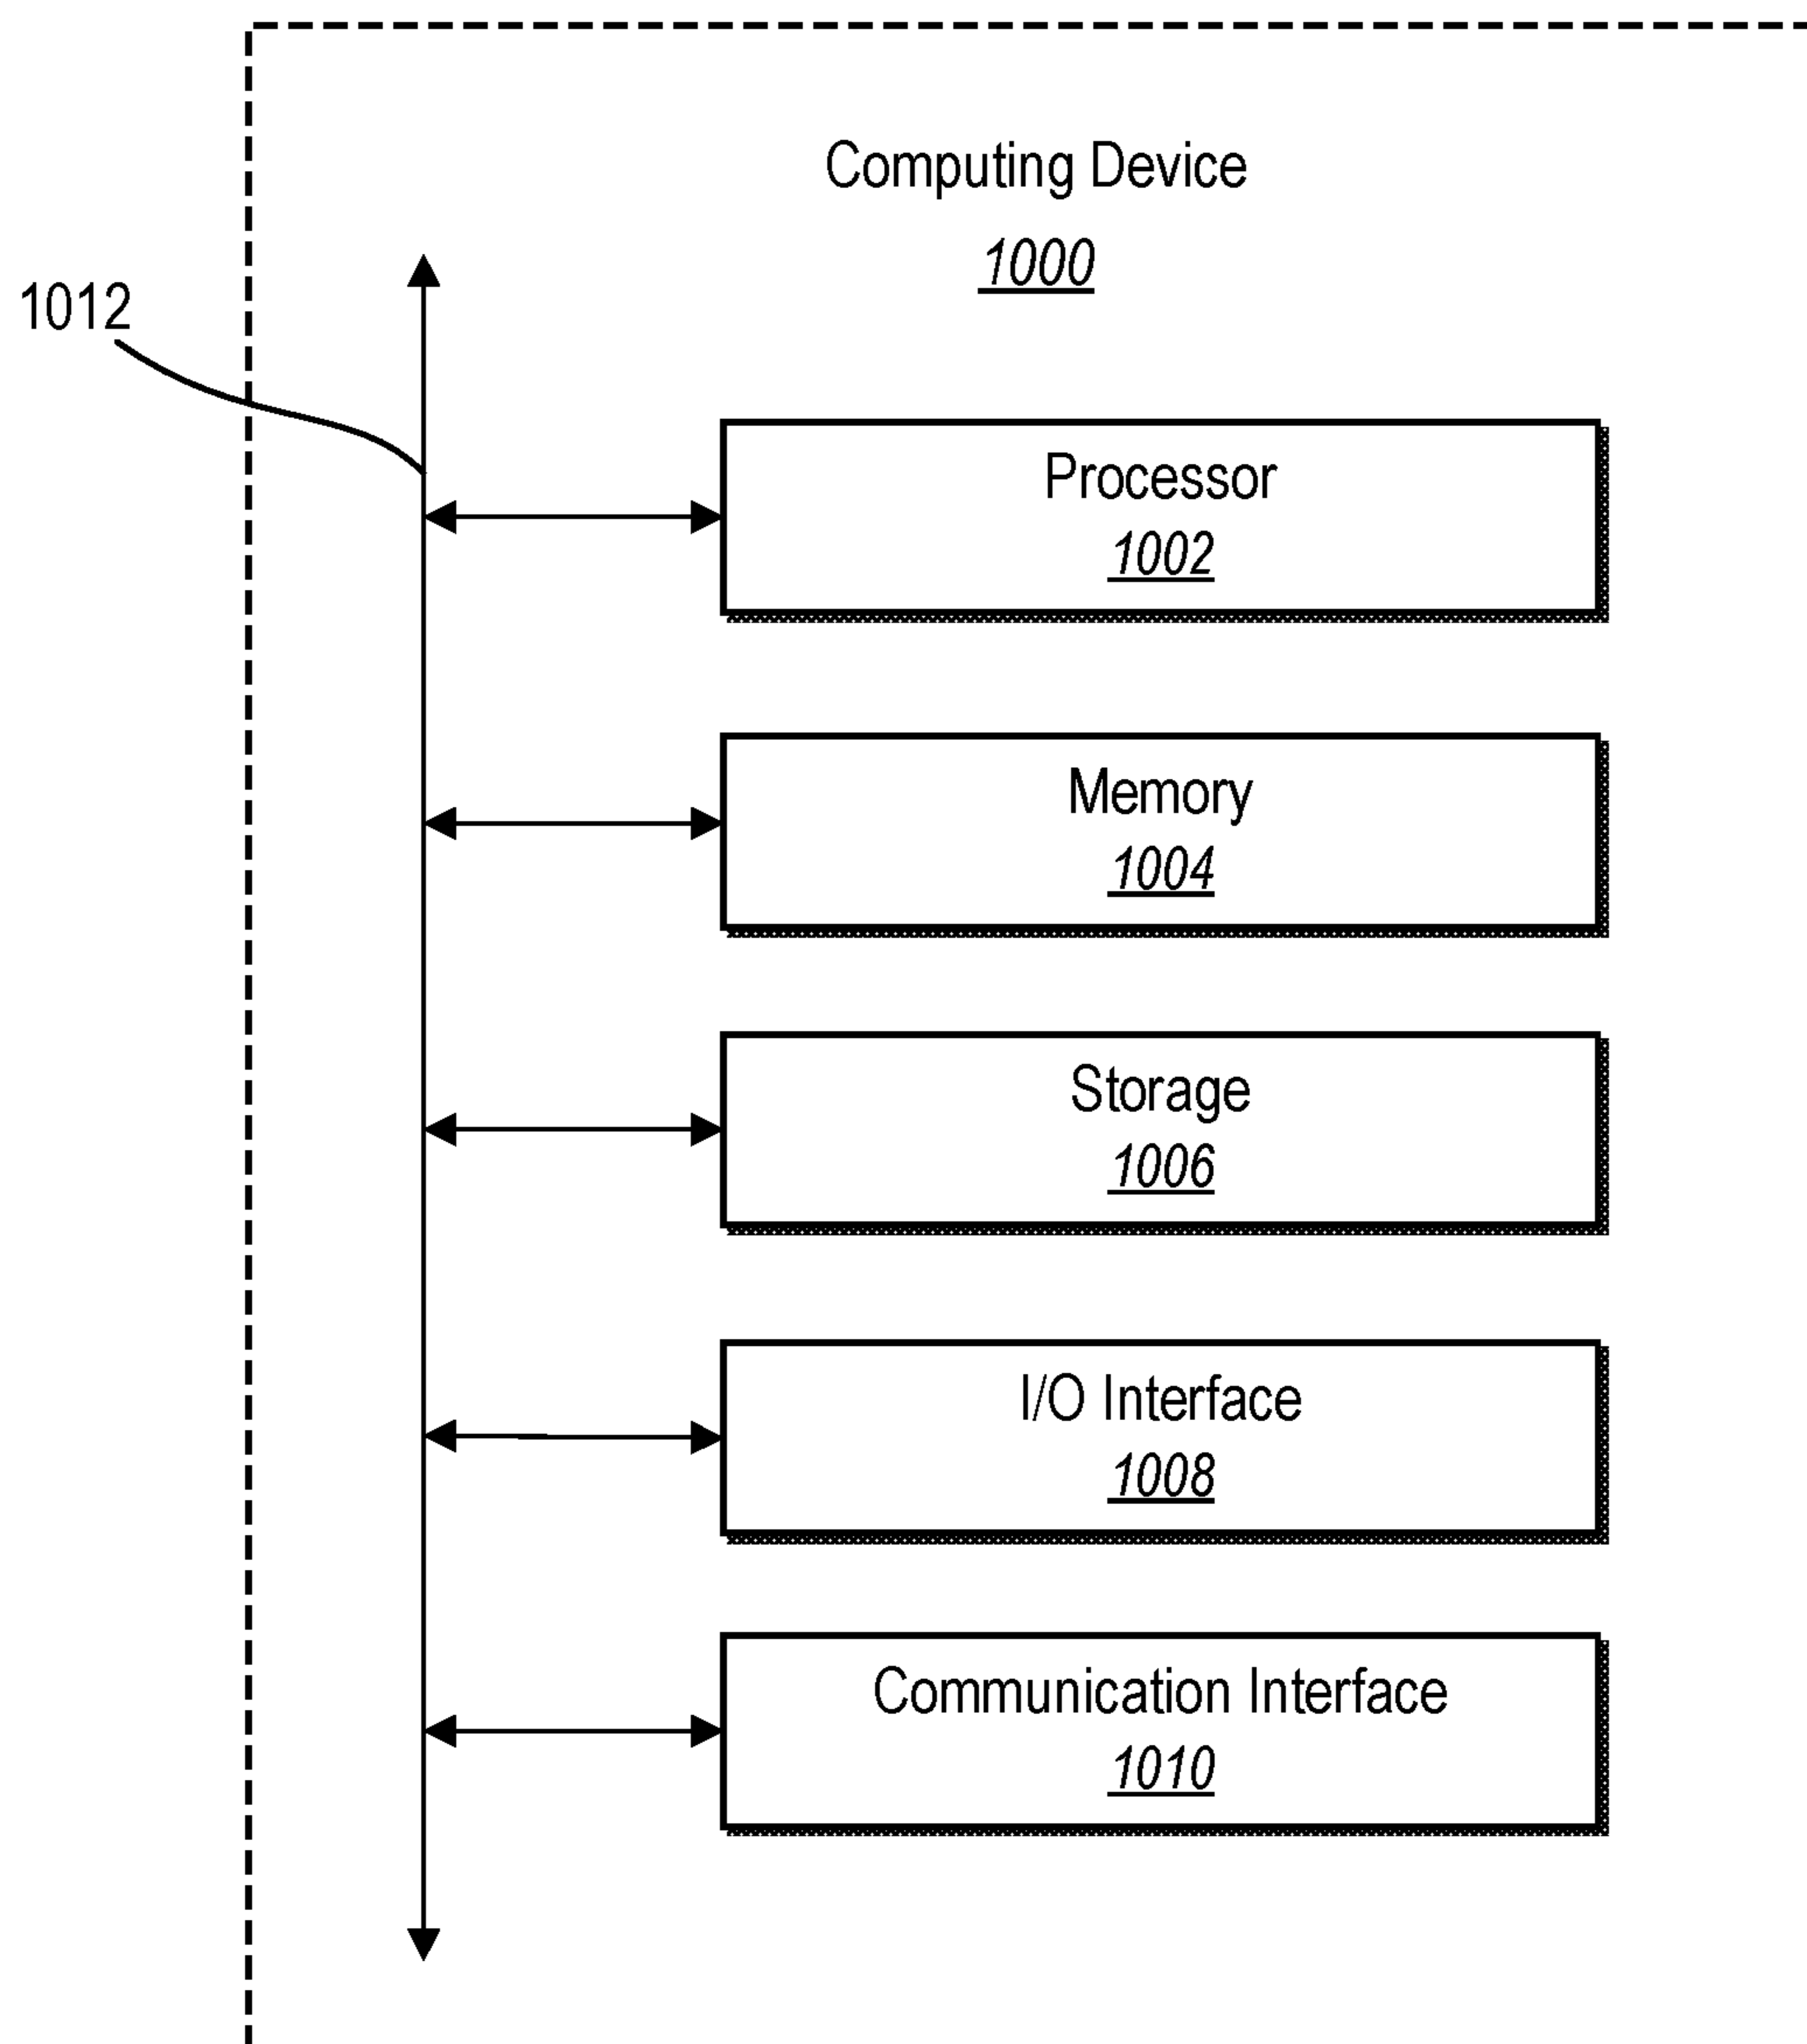 Computing Device
1000
1012
Processor
1002
Memory
1004
Storage
1006
I/O Interface
1008
Communication Interface
1010